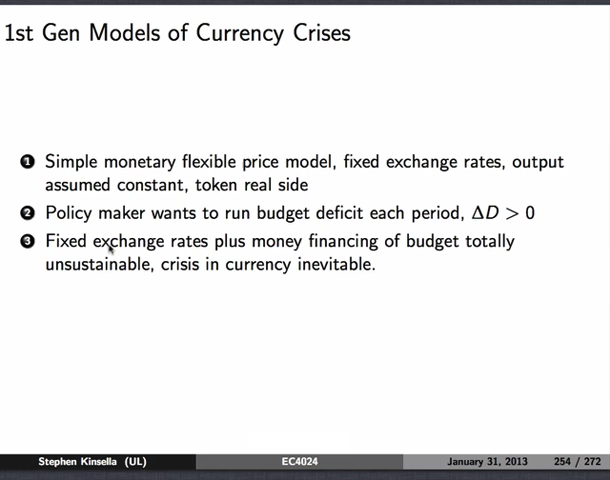 1st Gen Models of Currency Crises
1 Simple monetary flexible price model, fixed exchange rates, output
assumed constant, token real side
2 Policy maker wants to run budget deficit each period, ΔD > 0
3 Fixed exchange rates plus money financing of budget totally
unsustainable, crisis in currency inevitable.
Stephen Kinsella (UL) EC4024 January 31, 2013 254 / 272